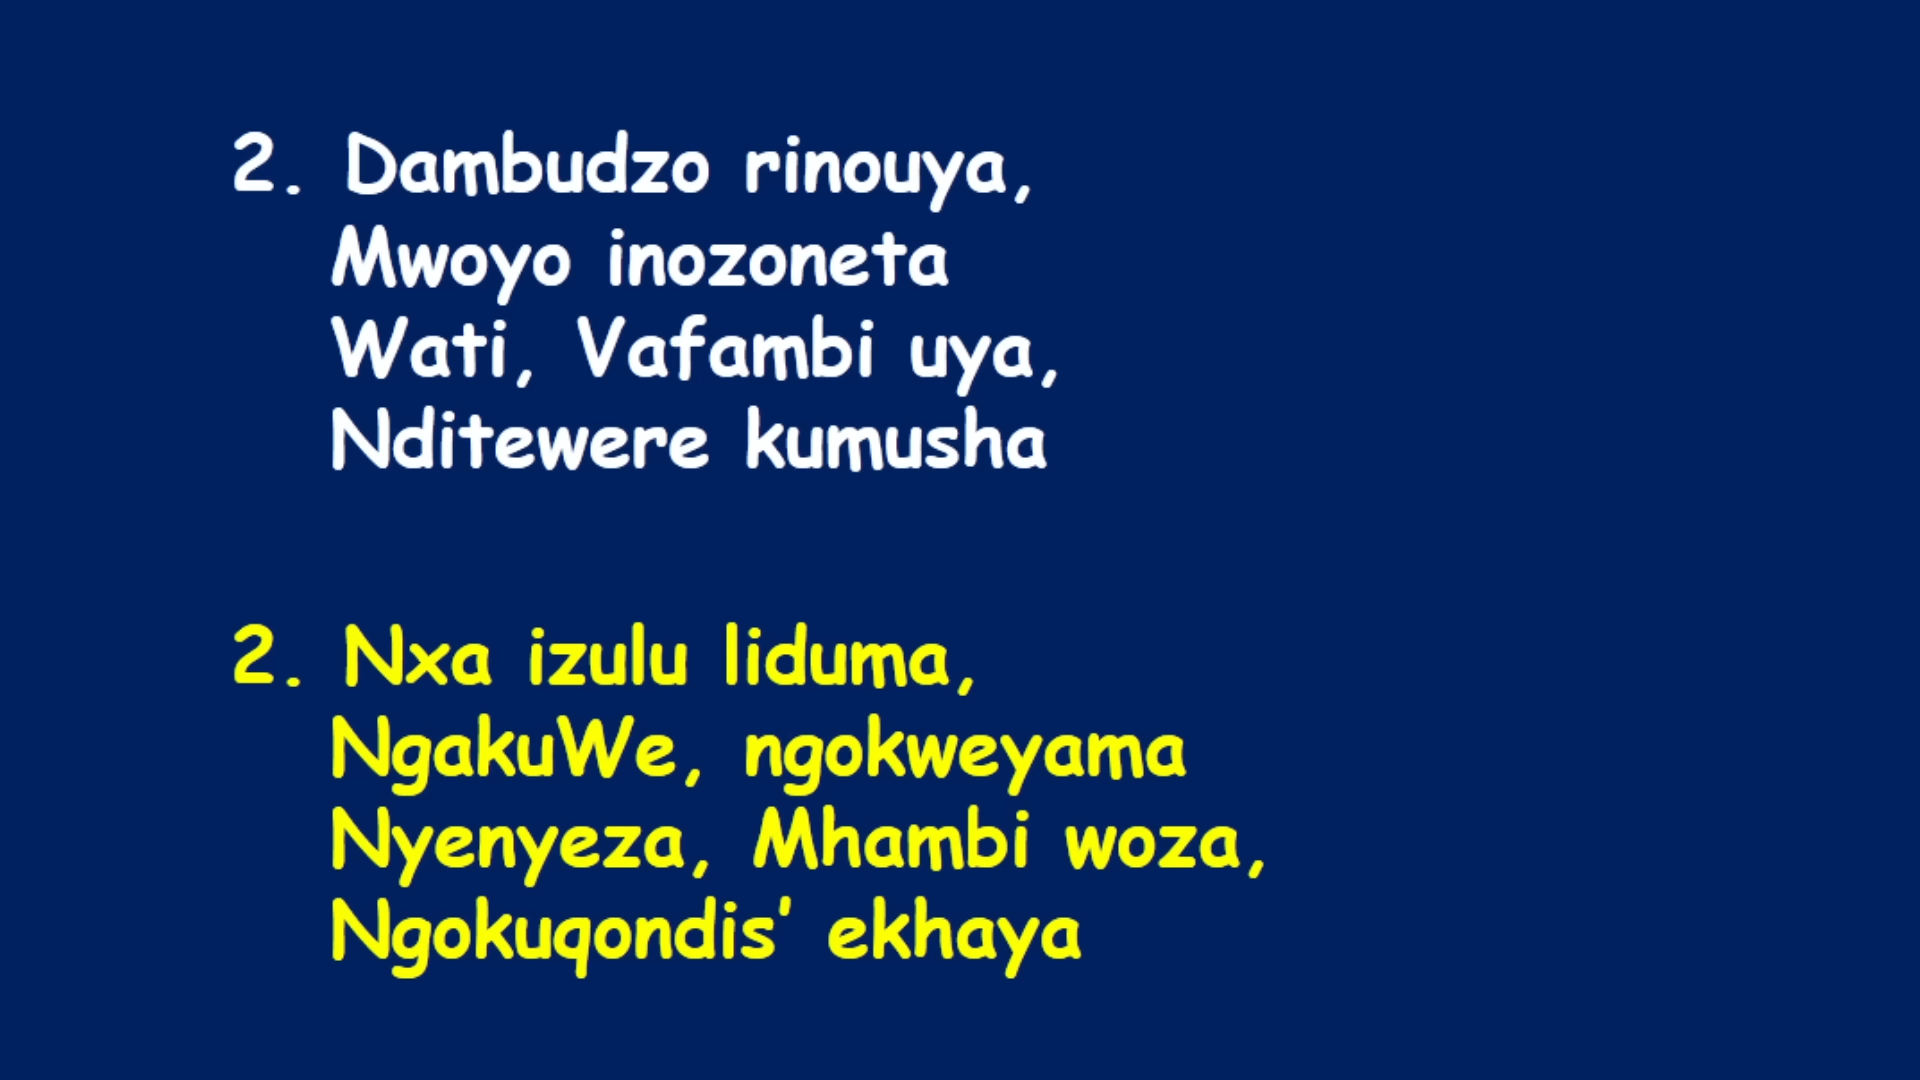 2. Dambudzo rinouya,
Mwoyo inozoneta
Wati, Vafambi uya,
Nditewere kumusha
2. Nxa izulu liduma,
NgakuWe, ngokweyama
Nyenyeza, Mhambi woza,
Ngokuqondis’ ekhaya